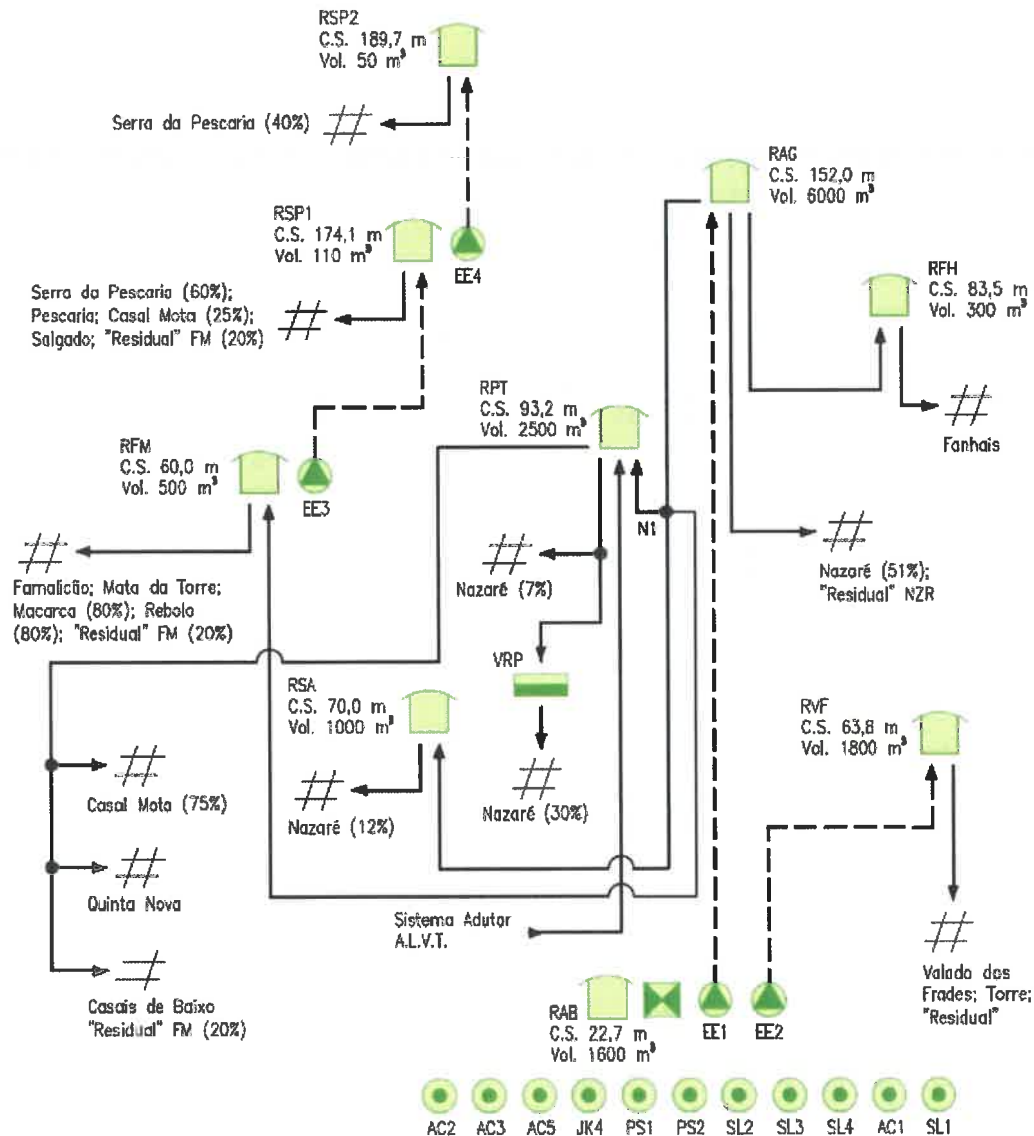 RSP2
C.S. 189,7 m
Vol. 50 m³
Serra da Pescaria (40%)
RAG
C.S. 152,0 m
Vol. 6000 m³
RSP1
C.S. 174,1 m
Vol. 110 m³
EE4
RFH
C.S. 83,5 m
Vol. 300 m³
Serra da Pescaria (60%);
Pescaria; Casal Mota (25%);
Salgado; "Residual" FM (20%)
RPT
C.S. 93,2 m
Vol. 2500 m³
Fanhais
RFM
C.S. 60,0 m
Vol. 500 m³
EE3
N1
Nazaré (7%)
Nazaré (51%);
"Residual" NZR
Famalicão; Mata da Torre;
Macarca (80%); Rebolo
(80%); "Residual" FM (20%)
VRP
RSA
C.S. 70,0 m
Vol. 1000 m³
RVF
C.S. 63,8 m
Vol. 1800 m³
Casal Mota (75%)
Nazaré (12%)
Nazaré (30%)
Quinta Nova
Sistema Adutor
A.L.V.T.
Casais de Baixo
"Residual" FM (20%)
Valado dos
Frades; Torre;
"Residual"
RAB
C.S. 22,7 m
Vol. 1600 m³
EE1
EE2
AC2 AC3 AC5 JK4 PS1 PS2 SL2 SL3 SL4 AC1 SL1